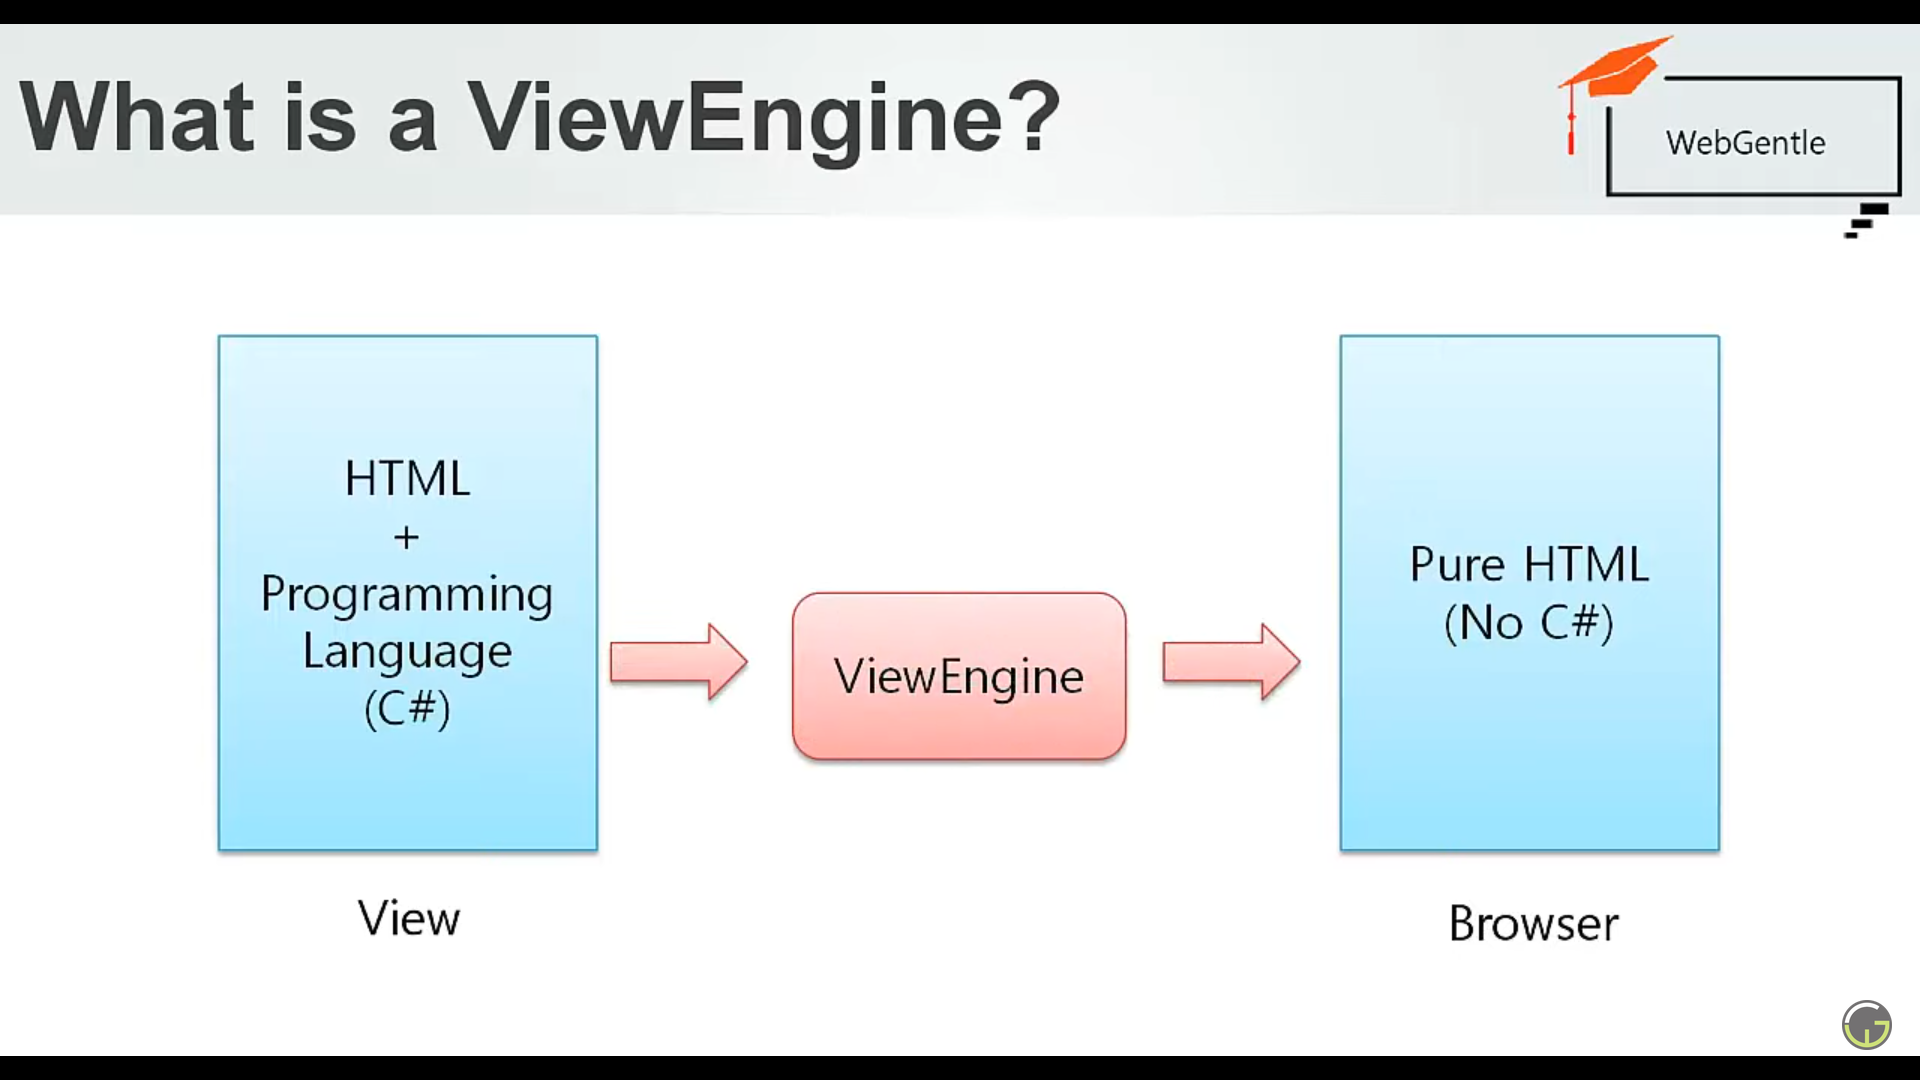 What is a ViewEngine?
WebGentle
HTML
+
Programming
Language
(C#)
ViewEngine
Pure HTML
(No C#)
View
Browser